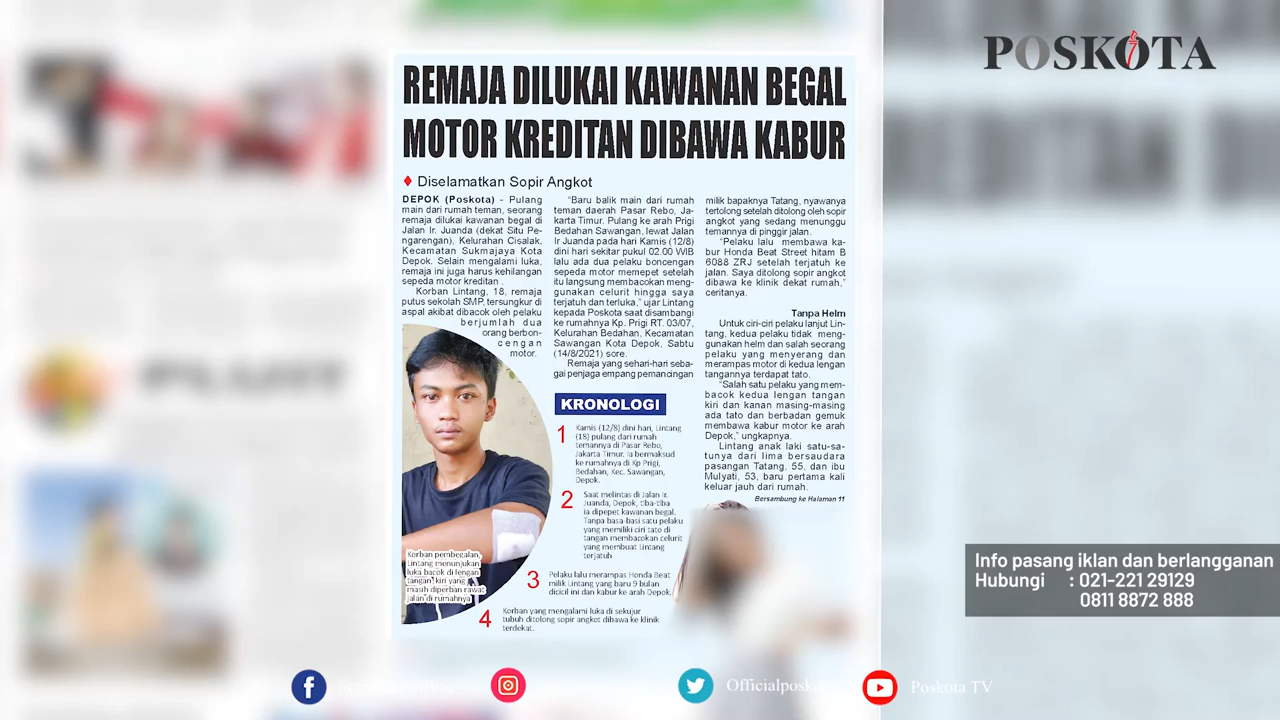 POSKOTA
REMAJA DILUKAI KAWANAN BEGAL
MOTOR KREDITAN DIBAWA KABUR
Diselamatkan Sopir Angkot
DEPOK (Poskota) - Pulang
main dari rumah teman, seorang
remaja dilukai kawanan begal di
Jalan Ir. Juanda (dekat Situ Pe-
ngarengan), Kelurahan Cisalak,
Kecamatan Sukmajaya Kota
Depok. Selain mengalami luka,
remaja ini juga harus kehilangan
sepeda motor kreditan .
Korban Lintang, 18, remaja
putus sekolah SMP, tersungkur di
aspal akibat dibacok oleh pelaku
berjumlah dua
orang berbon-
cengan
motor.
"Baru balik main dari rumah
teman daerah Pasar Rebo, Ja-
karta Timur. Pulang ke arah Prigi
Bedahan Sawangan, lewat Jalan
Ir Juanda pada hari Kamis (12/8)
dini hari sekitar pukul 02.00 WIB
lalu ada dua pelaku boncengan
sepeda motor memepet setelah
itu langsung membacokan meng-
gunakan celurit hingga saya
terjatuh dan terluka," ujar Lintang
kepada Poskota saat disambangi
ke rumahnya Kp. Prigi RT. 03/07,
Kelurahan Bedahan, Kecamatan
Sawangan Kota Depok, Sabtu
(14/8/2021) sore.
Remaja yang sehari-hari seba-
gai penjaga empang pemancingan
milik bapaknya Tatang, nyawanya
tertolong setelah ditolong oleh sopir
angkot yang sedang menunggu
temannya di pinggir jalan.
"Pelaku lalu membawa ka-
bur Honda Beat Street hitam B
6088 ZRJ setelah terjatuh ke
jalan. Saya ditolong sopir angkot
dibawa ke klinik dekat rumah,"
ceritanya.
Tanpa Helm
Untuk ciri-ciri pelaku lanjut Lin-
tang, kedua pelaku tidak meng-
gunakan helm dan salah seorang
pelaku yang menyerang dan
merampas motor di kedua lengan
tangannya terdapat tato.
"Salah satu pelaku yang mem-
bacok kedua lengan tangan
kiri dan kanan masing-masing
ada tato dan berbadan gemuk
membawa kabur motor ke arah
Depok," ungkapnya.
Lintang anak laki satu-sa-
tunya dari lima bersaudara
pasangan Tatang, 55, dan ibu
Mulyati, 53, baru pertama kali
keluar jauh dari rumah.
Bersambung ke Halaman 11
KRONOLOGI
1 Kamis (12/8) dini hari, Lintang
(18) pulang dari rumah
temannya di Pasar Rebo,
Jakarta Timur. Ia bermaksud
ke rumahnya di Kp Prigi,
Bedahan, Kec. Sawangan,
Depok.
2 Saat melintas di Jalan Ir.
Juanda, Depok, tiba-tiba
ia dipepet kawanan begal.
Tanpa basa-basi satu pelaku
yang memiliki ciri tato di
tangan membacokan celurit
yang membuat Lintang
terjatuh
3 Pelaku lalu merampas Honda Beat
milik Lintang yang baru 9 bulan
dicicil ini dan kabur ke arah Depok.
4 Korban yang mengalami luka di sekujur
tubuh ditolong sopir angkot dibawa ke klinik
terdekat.
Korban pembegalan,
Lintang menunjukan
luka bacok di lengan
tangan kiri yang
masih diperban rawat
jalan di rumahnya
Info pasang iklan dan berlangganan
Hubungi : 021-221 29129
0811 8872 888
Poskota TV